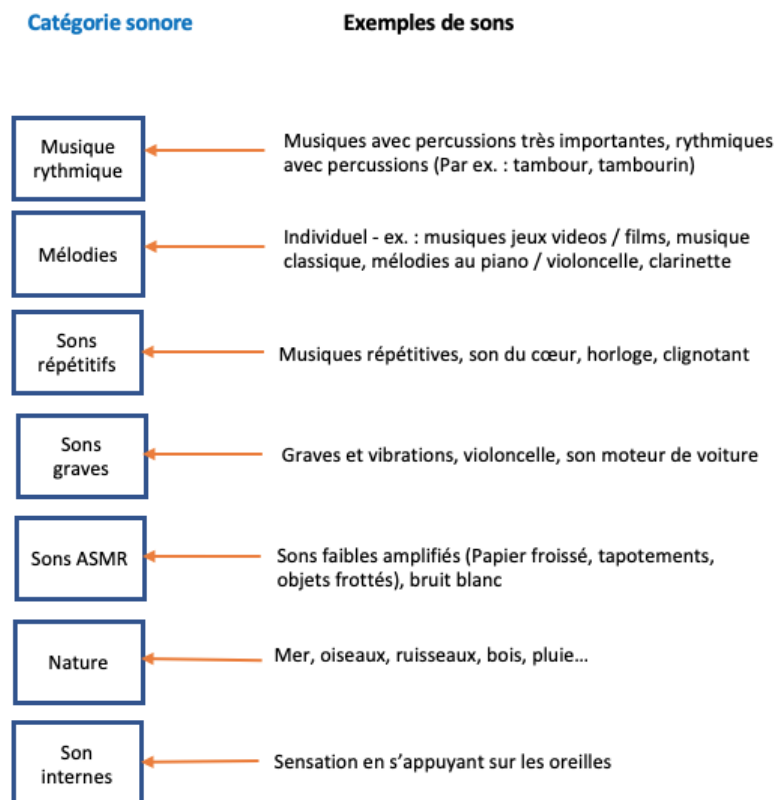 Catégorie sonore
Exemples de sons
Musique
rythmique
Musiques avec percussions très importantes, rythmiques
avec percussions (Par ex. : tambour, tambourin)
Mélodies
Individuel - ex. : musiques jeux videos / films, musique
classique, mélodies au piano / violoncelle, clarinette
Sons
répétitifs
Musiques répétitives, son du cœur, horloge, clignotant
Sons
graves
Graves et vibrations, violoncelle, son moteur de voiture
Sons ASMR
Sons faibles amplifiés (Papier froissé, tapotements,
objets frottés), bruit blanc
Nature
Mer, oiseaux, ruisseaux, bois, pluie...
Son
internes
Sensation en s’appuyant sur les oreilles